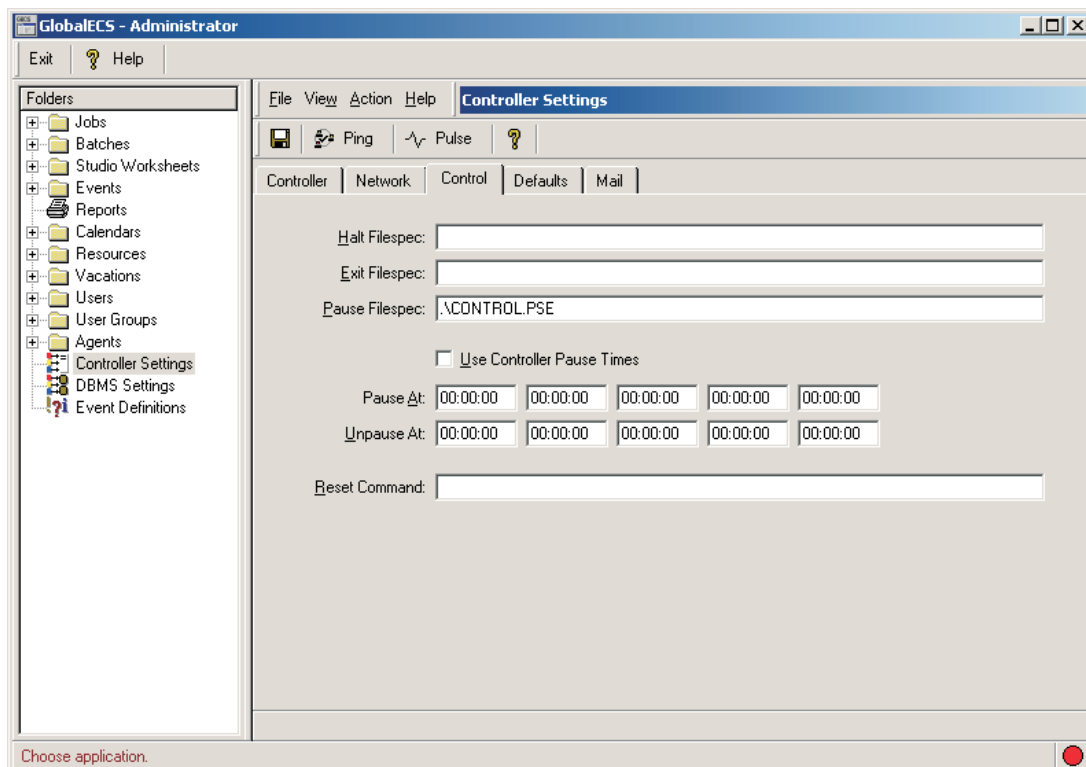 GlobalECS - Administrator
Exit Help
Folders
Jobs
Batches
Studio Worksheets
Events
Reports
Calendars
Resources
Vacations
Users
User Groups
Agents
Controller Settings
DBMS Settings
Event Definitions
File View Action Help Controller Settings
Ping Pulse
Controller Network Control Defaults Mail
Halt Filespec:
Exit Filespec:
Pause Filespec: .\CONTROL.PSE
Use Controller Pause Times
Pause At: 00:00:00 00:00:00 00:00:00 00:00:00 00:00:00
Unpause At: 00:00:00 00:00:00 00:00:00 00:00:00 00:00:00
Reset Command:
Choose application.